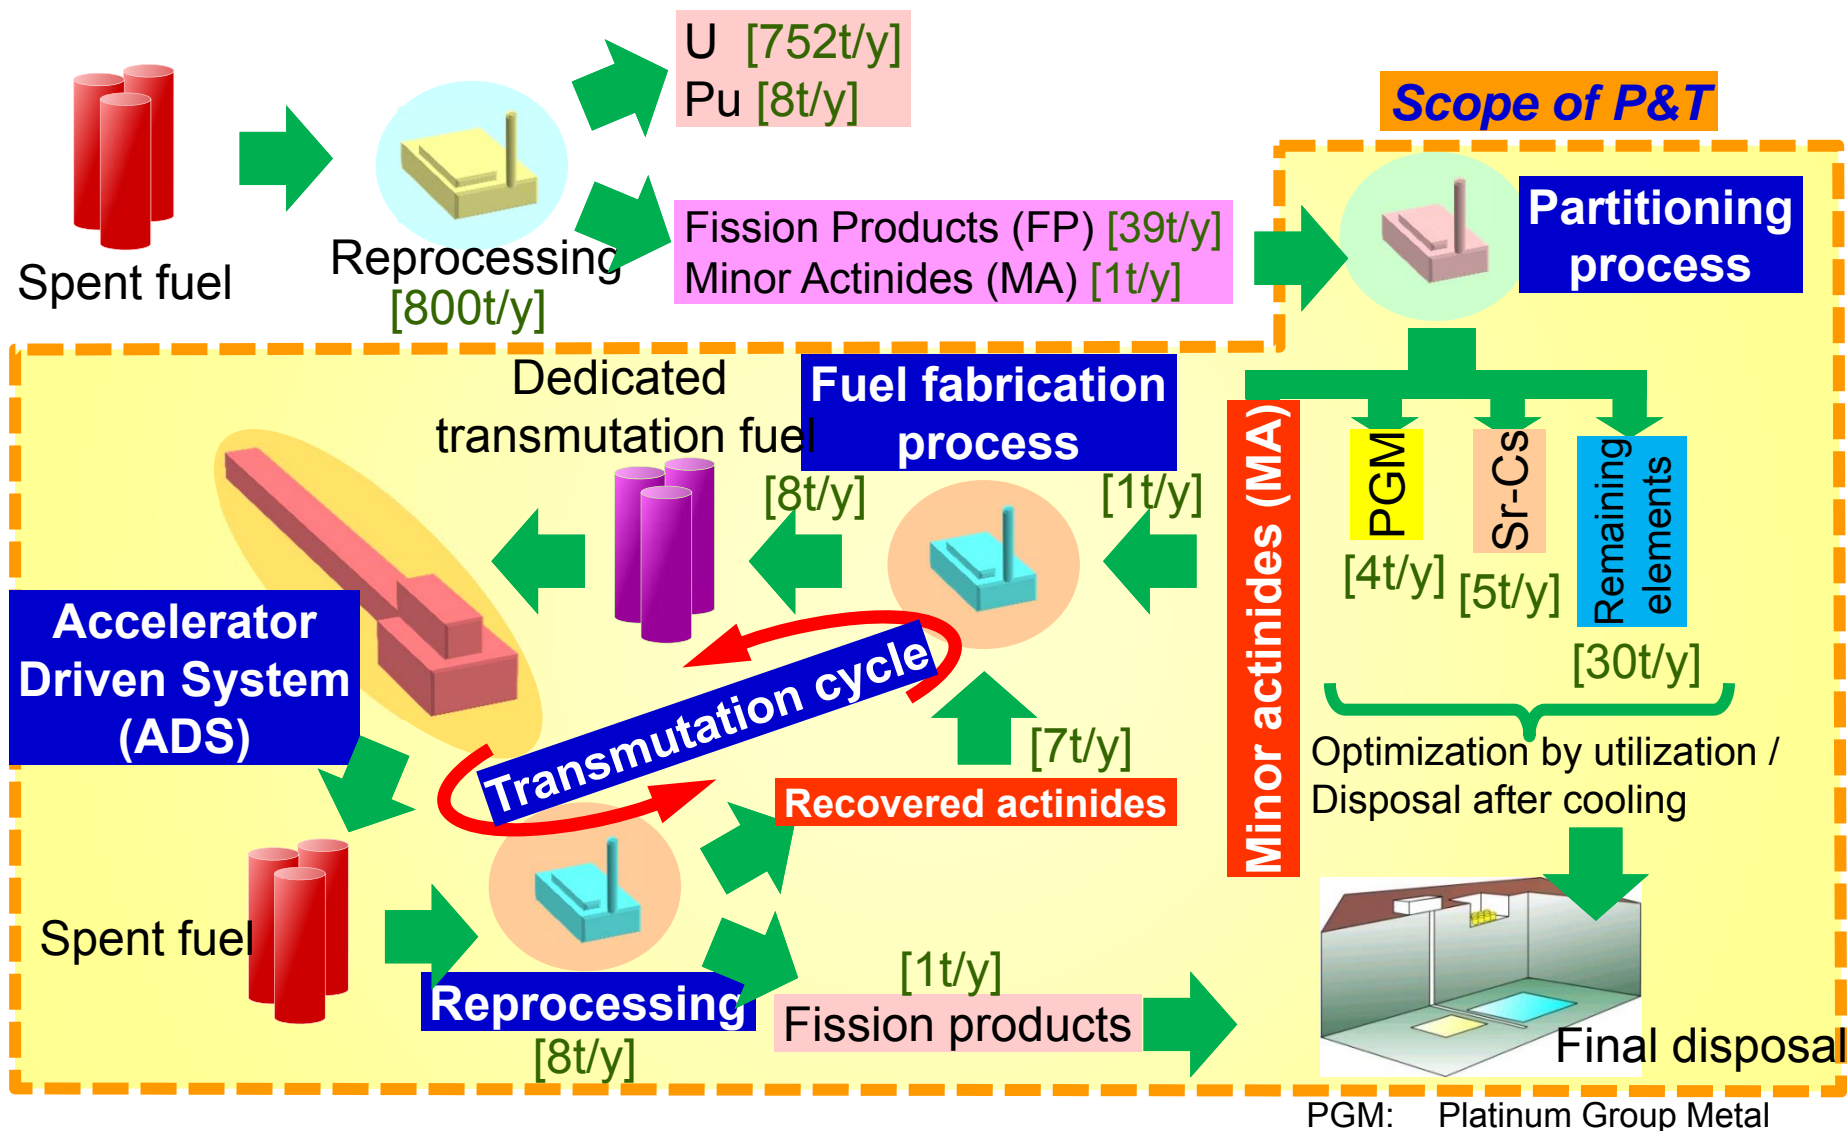 U [752t/y]
Pu [8t/y]
Scope of P&T
Spent fuel
Reprocessing
[800t/y]
Fission Products (FP) [39t/y]
Minor Actinides (MA) [1t/y]
Partitioning
process
Dedicated
transmutation fuel
Fuel fabrication
process
[8t/y]
[1t/y]
Minor actinides (MA)
PGM
[4t/y]
Sr-Cs
[5t/y]
Remaining
elements
[30t/y]
Accelerator
Driven System
(ADS)
Transmutation cycle
[7t/y]
Recovered actinides
Optimization by utilization /
Disposal after cooling
Spent fuel
Reprocessing
[8t/y]
[1t/y]
Fission products
Final disposal
PGM: Platinum Group Metal